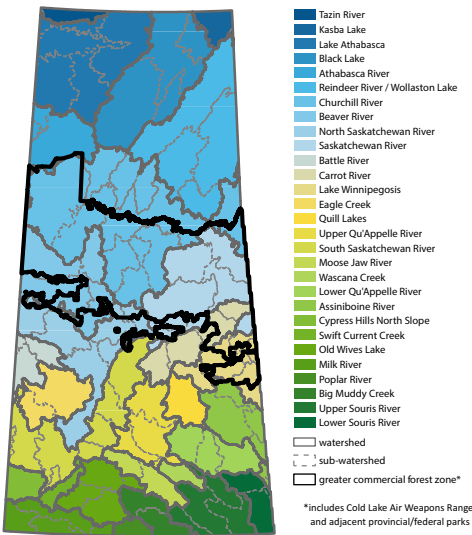 Tazin River
Kasba Lake
Lake Athabasca
Black Lake
Athabasca River
Reindeer River / Wollaston Lake
Churchill River
Beaver River
North Saskatchewan River
Saskatchewan River
Battle River
Carrot River
Lake Winnipegosis
Eagle Creek
Quill Lakes
Upper Qu'Appelle River
South Saskatchewan River
Moose Jaw River
Wascana Creek
Lower Qu'Appelle River
Assiniboine River
Cypress Hills North Slope
Swift Current Creek
Old Wives Lake
Milk River
Poplar River
Big Muddy Creek
Upper Souris River
Lower Souris River
watershed
sub-watershed
greater commercial forest zone*
*includes Cold Lake Air Weapons Range
and adjacent provincial/federal parks